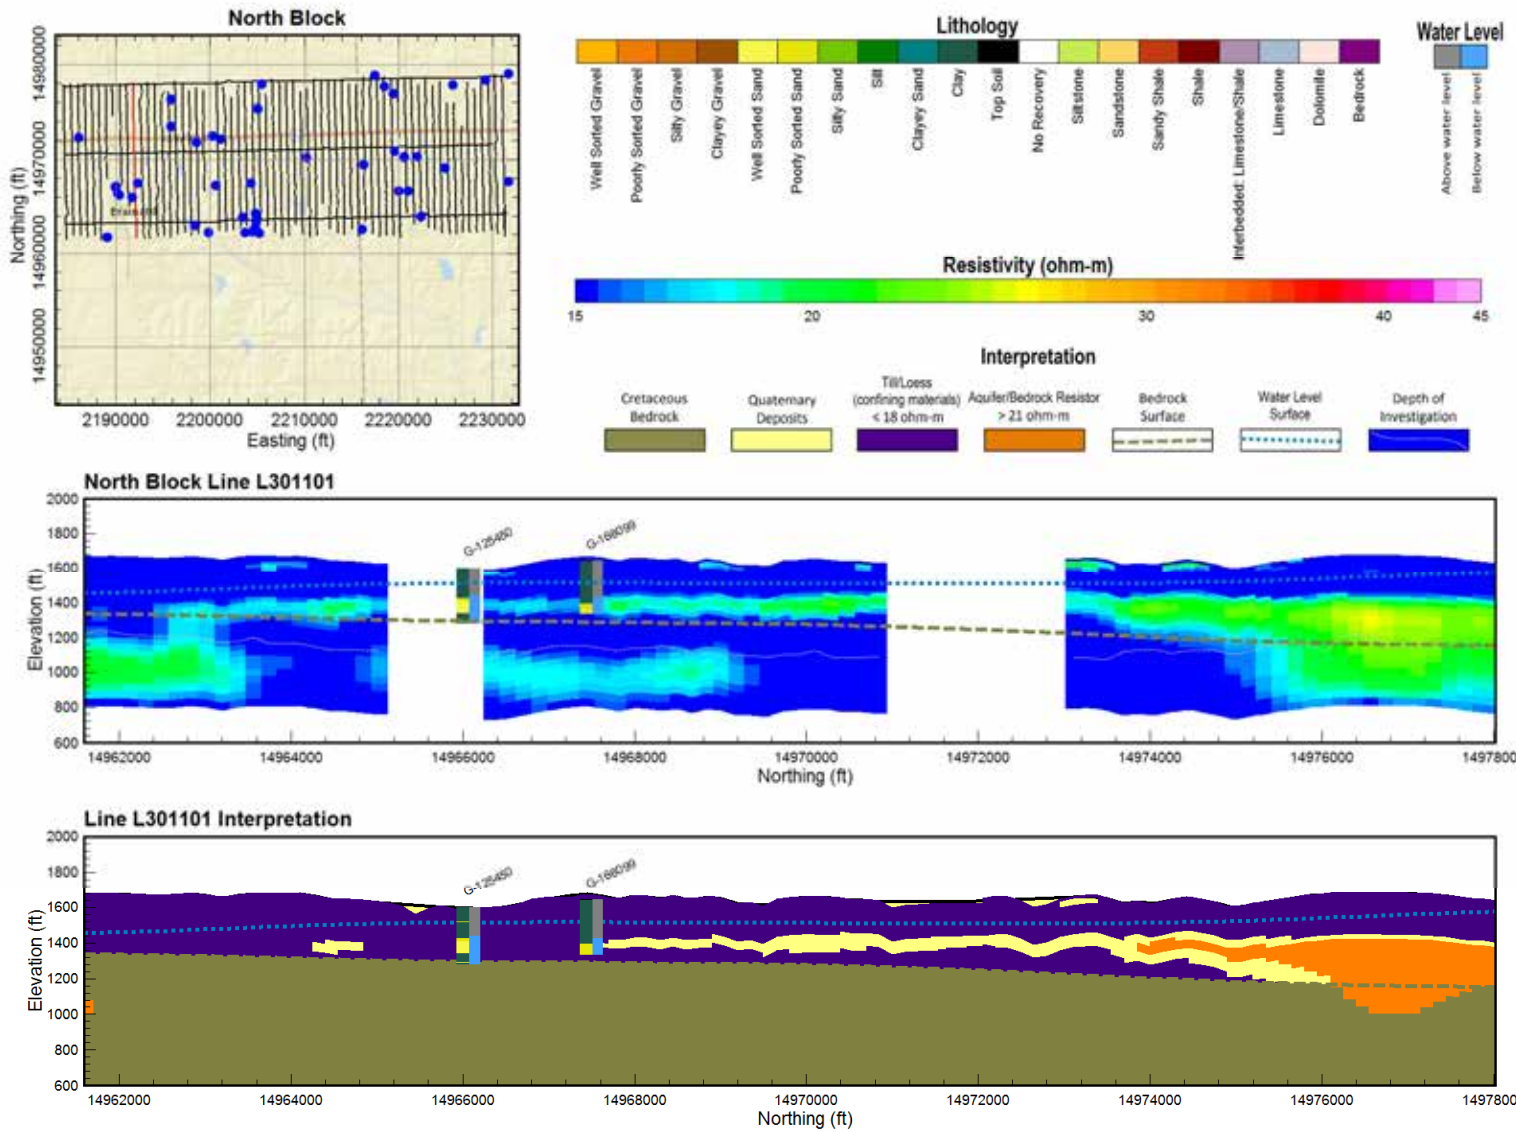 North Block
14980000
14970000
14960000
14950000
Northing (ft)
2190000 2200000 2210000 2220000 2230000
Easting (ft)
Lithology
Well Sorted Gravel
Poorly Sorted Gravel
Silty Gravel
Clayey Gravel
Well Sorted Sand
Poorly Sorted Sand
Silty Sand
Silt
Clayey Sand
Clay
Top Soil
No Recovery
Siltstone
Sandstone
Sandy Shale
Shale
Interbedded: Limestone/Shale
Limestone
Dolomite
Bedrock
Water Level
Above water level
Below water level
Resistivity (ohm-m)
15 20 30 40 45
Interpretation
Cretaceous
Bedrock
Quaternary
Deposits
Till/Loess
(confining materials)
< 18 ohm-m
Aquifer/Bedrock Resistor
> 21 ohm-m
Bedrock
Surface
Water Level
Surface
Depth of
Investigation
North Block Line L301101
2000
1800
1600
1400
1200
1000
800
600
Elevation (ft)
G-125450
G-168099
14962000 14964000 14966000 14968000 14970000 14972000 14974000 14976000 1497800
Northing (ft)
Line L301101 Interpretation
2000
1800
1600
1400
1200
1000
800
600
Elevation (ft)
G-125450
G-168099
14962000 14964000 14966000 14968000 14970000 14972000 14974000 14976000 1497800
Northing (ft)